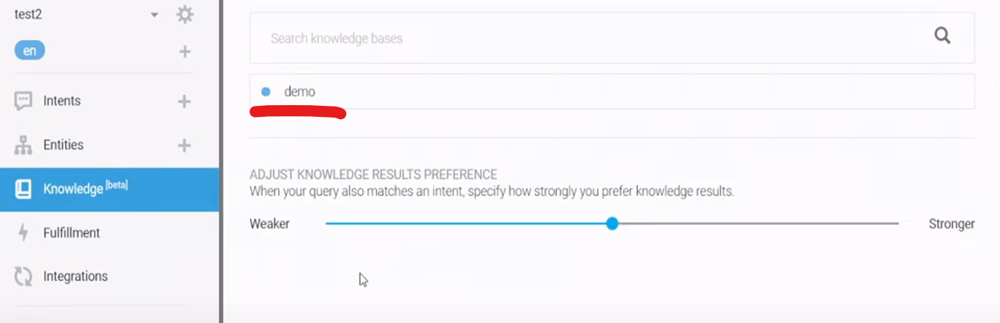 test2
en
Intents
Entities
Knowledge [beta]
Fulfillment
Integrations
Search knowledge bases
demo
ADJUST KNOWLEDGE RESULTS PREFERENCE
When your query also matches an intent, specify how strongly you prefer knowledge results.
Weaker
Stronger